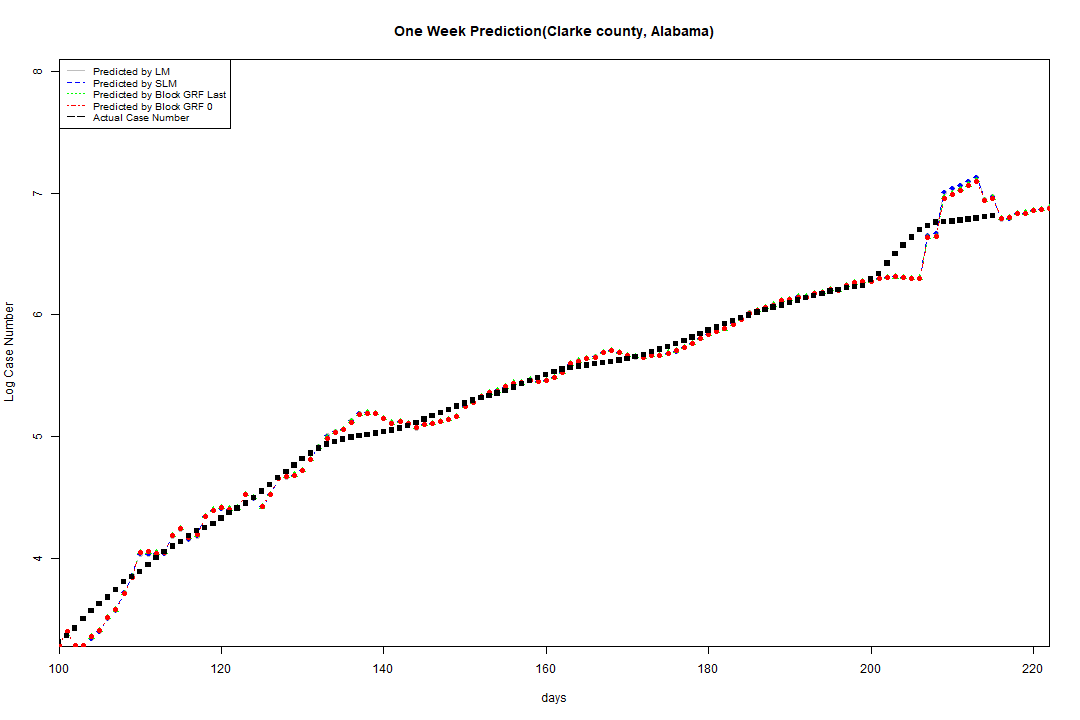 One Week Prediction(Clarke county, Alabama)
Predicted by LM
Predicted by SLM
Predicted by Block GRF Last
Predicted by Block GRF 0
Actual Case Number
8
7
6
5
4
Log Case Number
100 120 140 160 180 200 220
days